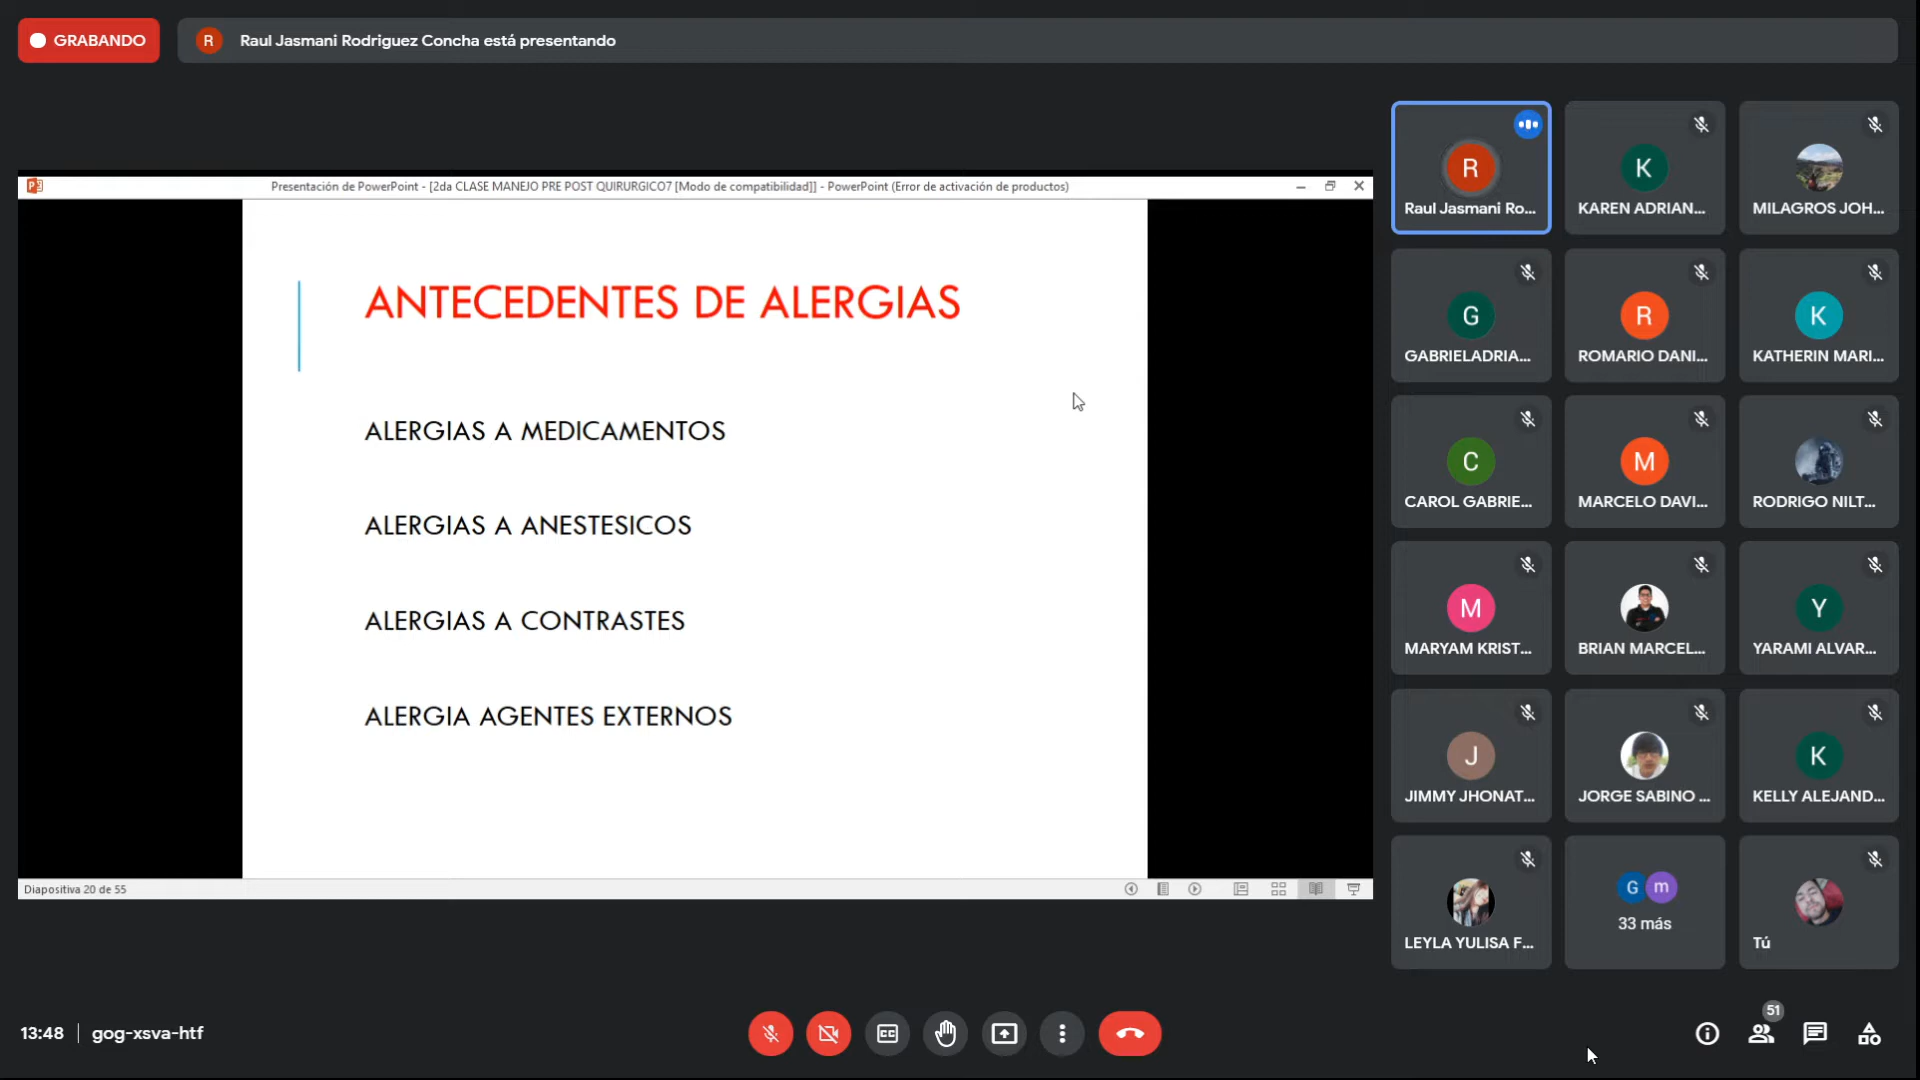 GRABANDO
R
Raul Jasmani Rodriguez Concha está presentando
Presentación de PowerPoint - [2da CLASE MANEJO PRE POST QUIRURGICO7 [Modo de compatibilidad]] - PowerPoint (Error de activación de productos)
ANTECEDENTES DE ALERGIAS
ALERGIAS A MEDICAMENTOS
ALERGIAS A ANESTESICOS
ALERGIAS A CONTRASTES
ALERGIA AGENTES EXTERNOS
Diapositiva 20 de 55
R
Raul Jasmani Ro...
K
KAREN ADRIAN...
MILAGROS JOH...
G
GABRIELADRIA...
R
ROMARIO DANI...
K
KATHERIN MARI...
C
CAROL GABRIE...
M
MARCELO DAVI...
RODRIGO NILT...
M
MARYAM KRIST...
BRIAN MARCEL...
Y
YARAMI ALVAR...
J
JIMMY JHONAT...
JORGE SABINO ...
K
KELLY ALEJAND...
LEYLA YULISA F...
G m
33 más
Tú
13:48 | gog-xsva-htf
CC
51